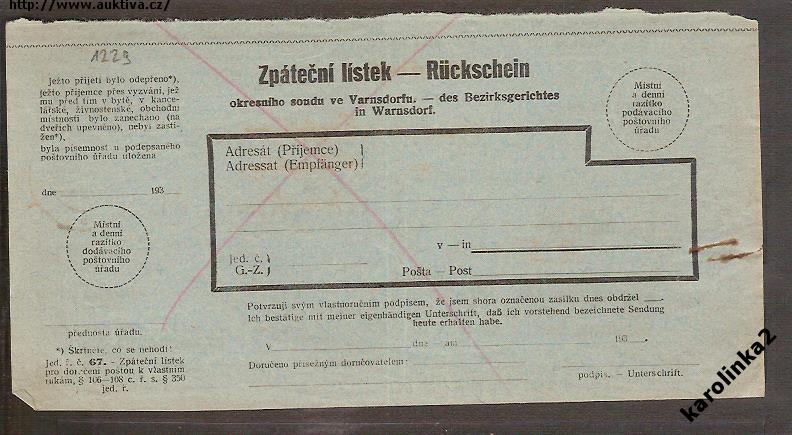 http://www.auktiva.cz/
1229
Ježto přijetí bylo odepřeno*),
ježto příjemce přes vyzvání, jež
mu před tím v bytě, v kance-
lářské, živnostenské, obchodní
místnosti bylo zanecháno (na
dveřích upevněno), nebyl zasti-
žen*),
byla písemnost u podepsaného
poštovního úřadu uložena
dne 193
Místní
a denní
razítko
dodávacího
poštovního
úřadu
přednosta úřadu.
*) Škrtněte, co se nehodí!
Jed. ř. č. 67. - Zpáteční lístek
pro doručení poštou k vlastním
rukám, § 106—108 c. ř. s. § 350
jed. ř.
Zpáteční lístek — Rückschein
okresního soudu ve Varnsdorfu. — des Bezirksgerichtes
in Warnsdorf.
Místní
a denní
razítko
podávacího
poštovního
úřadu
Adresát (Příjemce)
Adressat (Empfänger)
v — in
Jed. č.
G.-Z.
Pošta — Post
Potvrzuji svým vlastnoručním podpisem, že jsem shora označenou zásilku dnes obdržel
Ich bestätige mit meiner eigenhändigen Unterschrift, daß ich vorstehend bezeichnete Sendung
heute erhalten habe.
v dne — am 193
Doručeno přísežným doručovatelem:
podpis. — Unterschrift.
karolinka2